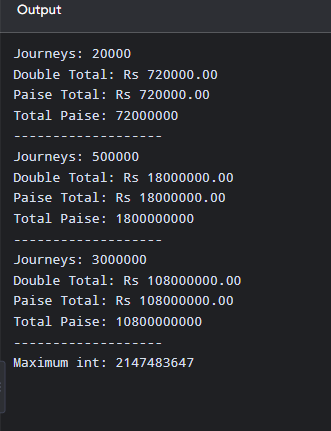 Output
Journeys: 20000
Double Total: Rs 720000.00
Paise Total: Rs 720000.00
Total Paise: 72000000
-------------------
Journeys: 500000
Double Total: Rs 18000000.00
Paise Total: Rs 18000000.00
Total Paise: 1800000000
-------------------
Journeys: 3000000
Double Total: Rs 108000000.00
Paise Total: Rs 108000000.00
Total Paise: 10800000000
-------------------
Maximum int: 2147483647